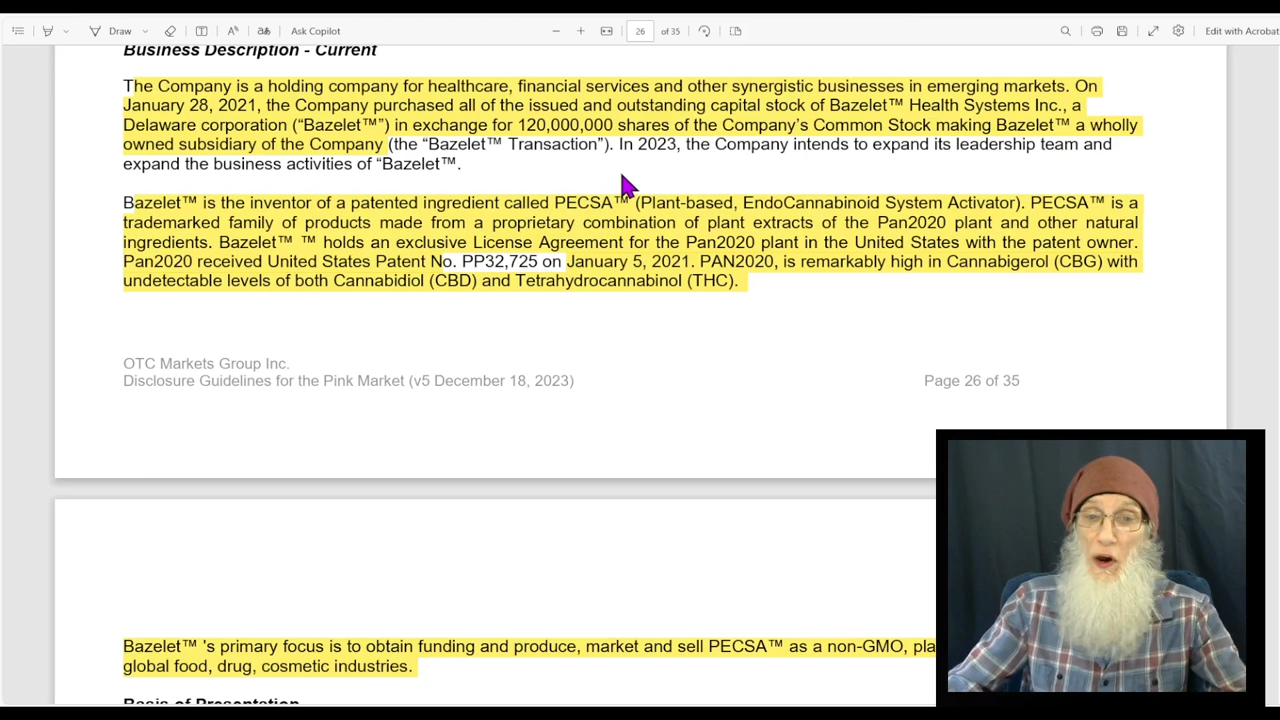 Draw
Ask Copilot
26
of 35
Edit with Acrobat
Business Description - Current
The Company is a holding company for healthcare, financial services and other synergistic businesses in emerging markets. On
January 28, 2021, the Company purchased all of the issued and outstanding capital stock of Bazelet™ Health Systems Inc., a
Delaware corporation (“Bazelet™”) in exchange for 120,000,000 shares of the Company’s Common Stock making Bazelet™ a wholly
owned subsidiary of the Company (the “Bazelet™ Transaction”). In 2023, the Company intends to expand its leadership team and
expand the business activities of “Bazelet™.
Bazelet™ is the inventor of a patented ingredient called PECSA™ (Plant-based, EndoCannabinoid System Activator). PECSA™ is a
trademarked family of products made from a proprietary combination of plant extracts of the Pan2020 plant and other natural
ingredients. Bazelet™ ™ holds an exclusive License Agreement for the Pan2020 plant in the United States with the patent owner.
Pan2020 received United States Patent No. PP32,725 on January 5, 2021. PAN2020, is remarkably high in Cannabigerol (CBG) with
undetectable levels of both Cannabidiol (CBD) and Tetrahydrocannabinol (THC).
OTC Markets Group Inc.
Disclosure Guidelines for the Pink Market (v5 December 18, 2023)
Page 26 of 35
Bazelet™ 's primary focus is to obtain funding and produce, market and sell PECSA™ as a non-GMO, pla
global food, drug, cosmetic industries.
Basis of Presentation